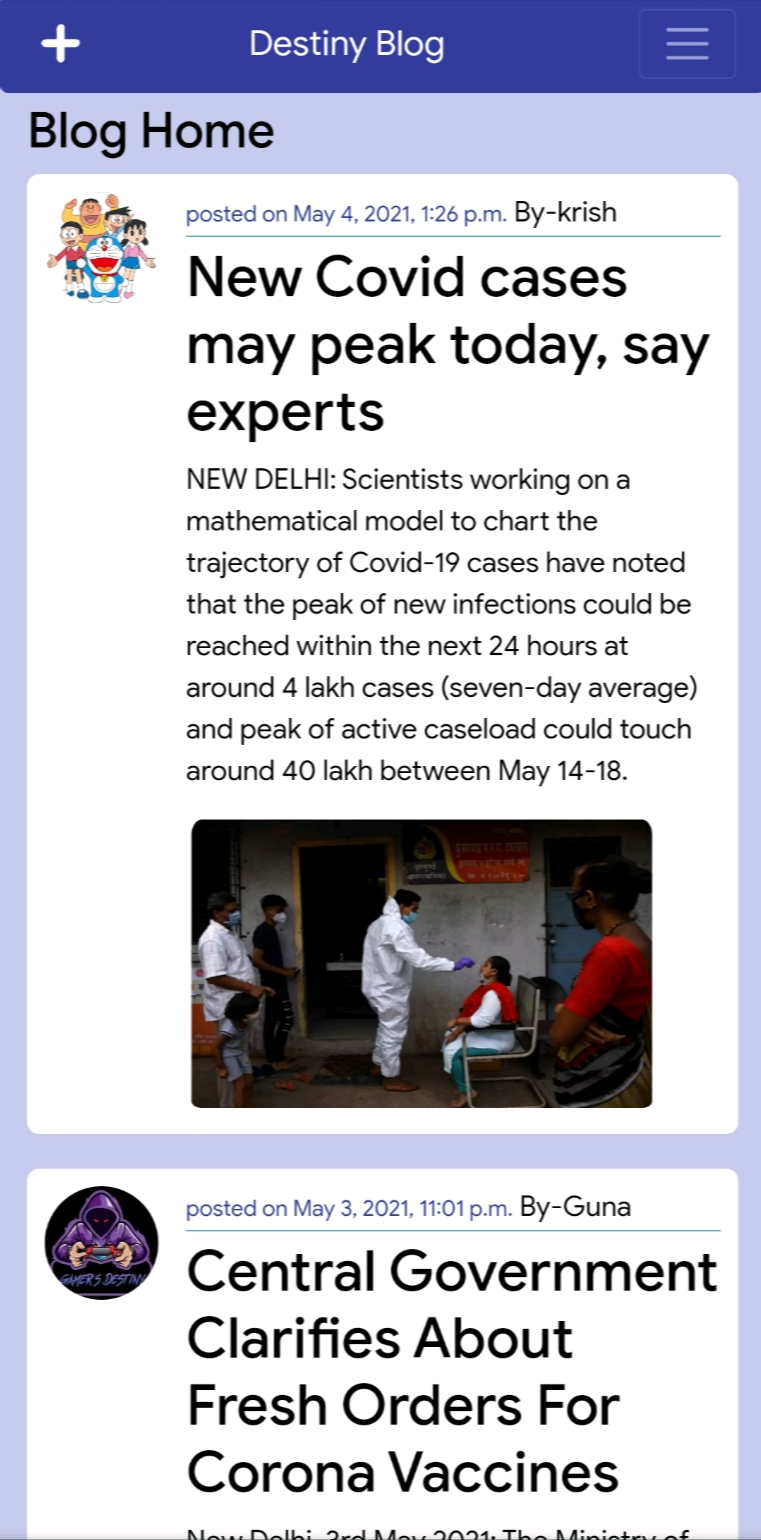 Destiny Blog
Blog Home
posted on May 4, 2021, 1:26 p.m. By-krish
New Covid cases
may peak today, say
experts
NEW DELHI: Scientists working on a
mathematical model to chart the
trajectory of Covid-19 cases have noted
that the peak of new infections could be
reached within the next 24 hours at
around 4 lakh cases (seven-day average)
and peak of active caseload could touch
around 40 lakh between May 14-18.
GAMERS DESTINY
posted on May 3, 2021, 11:01 p.m. By-Guna
Central Government
Clarifies About
Fresh Orders For
Corona Vaccines
New Delhi, 3rd May 2021: The Ministry of